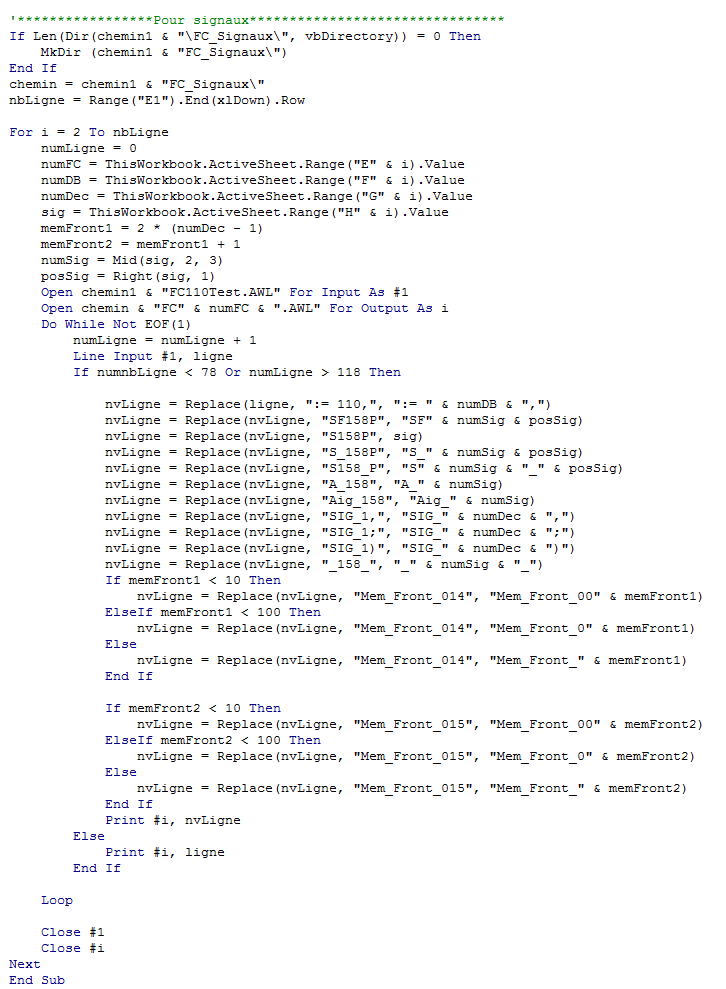 '*****************Pour signaux********************************
If Len(Dir(chemin1 & "\FC_Signaux\", vbDirectory)) = 0 Then
    MkDir (chemin1 & "FC_Signaux\")
End If
chemin = chemin1 & "FC_Signaux\"
nbLigne = Range("E1").End(xlDown).Row

For i = 2 To nbLigne
    numLigne = 0
    numFC = ThisWorkbook.ActiveSheet.Range("E" & i).Value
    numDB = ThisWorkbook.ActiveSheet.Range("F" & i).Value
    numDec = ThisWorkbook.ActiveSheet.Range("G" & i).Value
    sig = ThisWorkbook.ActiveSheet.Range("H" & i).Value
    memFront1 = 2 * (numDec - 1)
    memFront2 = memFront1 + 1
    numSig = Mid(sig, 2, 3)
    posSig = Right(sig, 1)
    Open chemin1 & "FC110Test.AWL" For Input As #1
    Open chemin & "FC" & numFC & ".AWL" For Output As i
    Do While Not EOF(1)
        numLigne = numLigne + 1
        Line Input #1, ligne
        If numnbLigne < 78 Or numLigne > 118 Then

            nvLigne = Replace(ligne, ":= 110,", ":= " & numDB & ",")
            nvLigne = Replace(nvLigne, "SF158P", "SF" & numSig & posSig)
            nvLigne = Replace(nvLigne, "S158P", sig)
            nvLigne = Replace(nvLigne, "S_158P", "S_" & numSig & posSig)
            nvLigne = Replace(nvLigne, "S158_P", "S" & numSig & "_" & posSig)
            nvLigne = Replace(nvLigne, "A_158", "A_" & numSig)
            nvLigne = Replace(nvLigne, "Aig_158", "Aig_" & numSig)
            nvLigne = Replace(nvLigne, "SIG_1,", "SIG_" & numDec & ",")
            nvLigne = Replace(nvLigne, "SIG_1;", "SIG_" & numDec & ";")
            nvLigne = Replace(nvLigne, "SIG_1)", "SIG_" & numDec & ")")
            nvLigne = Replace(nvLigne, "_158_", "_" & numSig & "_")
            If memFront1 < 10 Then
                nvLigne = Replace(nvLigne, "Mem_Front_014", "Mem_Front_00" & memFront1)
            ElseIf memFront1 < 100 Then
                nvLigne = Replace(nvLigne, "Mem_Front_014", "Mem_Front_0" & memFront1)
            Else
                nvLigne = Replace(nvLigne, "Mem_Front_014", "Mem_Front_" & memFront1)
            End If

            If memFront2 < 10 Then
                nvLigne = Replace(nvLigne, "Mem_Front_015", "Mem_Front_00" & memFront2)
            ElseIf memFront2 < 100 Then
                nvLigne = Replace(nvLigne, "Mem_Front_015", "Mem_Front_0" & memFront2)
            Else
                nvLigne = Replace(nvLigne, "Mem_Front_015", "Mem_Front_" & memFront2)
            End If
            Print #i, nvLigne
        Else
            Print #i, ligne
        End If

    Loop

    Close #1
    Close #i
Next
End Sub